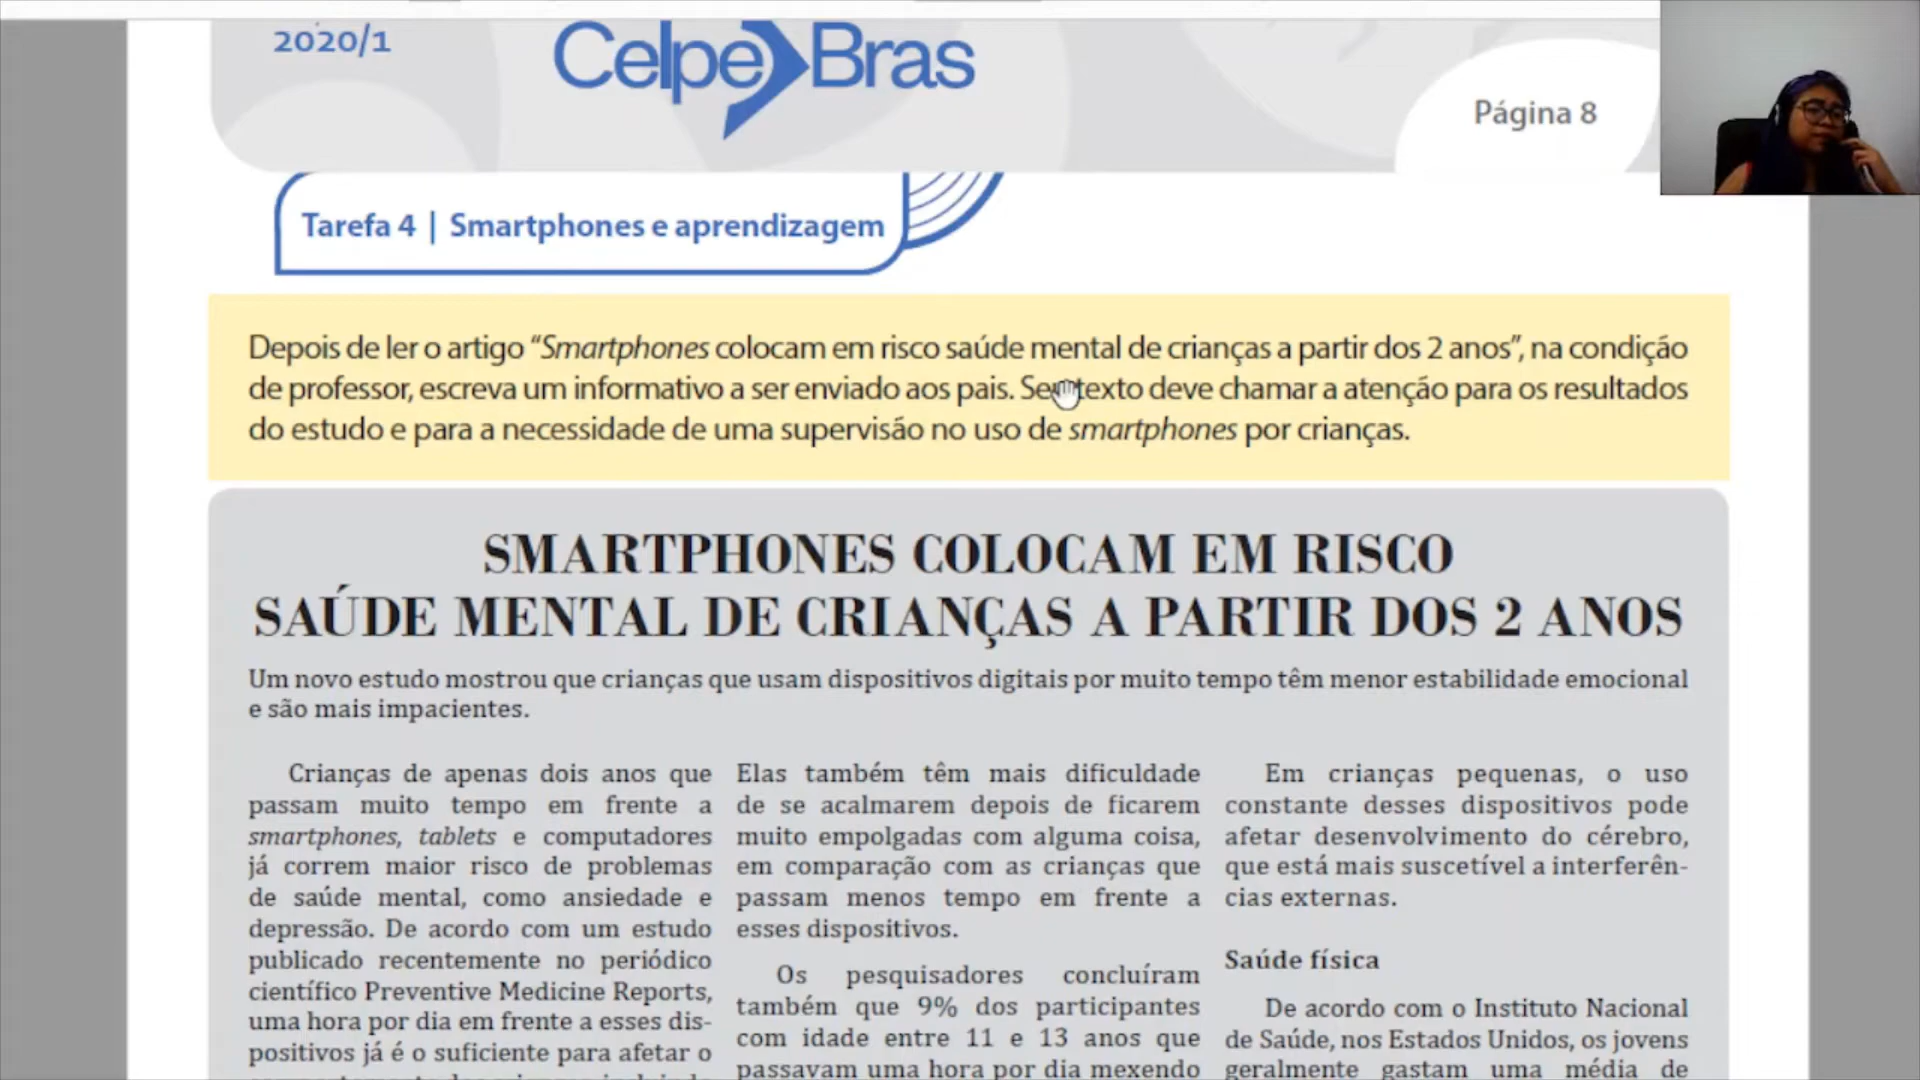 2020/1
Celpe Bras
Página 8
Tarefa 4 | Smartphones e aprendizagem
Depois de ler o artigo “Smartphones colocam em risco saúde mental de crianças a partir dos 2 anos”, na condição
de professor, escreva um informativo a ser enviado aos pais. Seu texto deve chamar a atenção para os resultados
do estudo e para a necessidade de uma supervisão no uso de smartphones por crianças.
SMARTPHONES COLOCAM EM RISCO
SAÚDE MENTAL DE CRIANÇAS A PARTIR DOS 2 ANOS
Um novo estudo mostrou que crianças que usam dispositivos digitais por muito tempo têm menor estabilidade emocional
e são mais impacientes.
Crianças de apenas dois anos que
passam muito tempo em frente a
smartphones, tablets e computadores
já correm maior risco de problemas
de saúde mental, como ansiedade e
depressão. De acordo com um estudo
publicado recentemente no periódico
científico Preventive Medicine Reports,
uma hora por dia em frente a esses dis-
positivos já é o suficiente para afetar o
Elas também têm mais dificuldade
de se acalmarem depois de ficarem
muito empolgadas com alguma coisa,
em comparação com as crianças que
passam menos tempo em frente a
esses dispositivos.
Os pesquisadores concluíram
também que 9% dos participantes
com idade entre 11 e 13 anos que
passavam uma hora por dia mexendo
Em crianças pequenas, o uso
constante desses dispositivos pode
afetar desenvolvimento do cérebro,
que está mais suscetível a interferên-
cias externas.
Saúde física
De acordo com o Instituto Nacional
de Saúde, nos Estados Unidos, os jovens
geralmente gastam uma média de